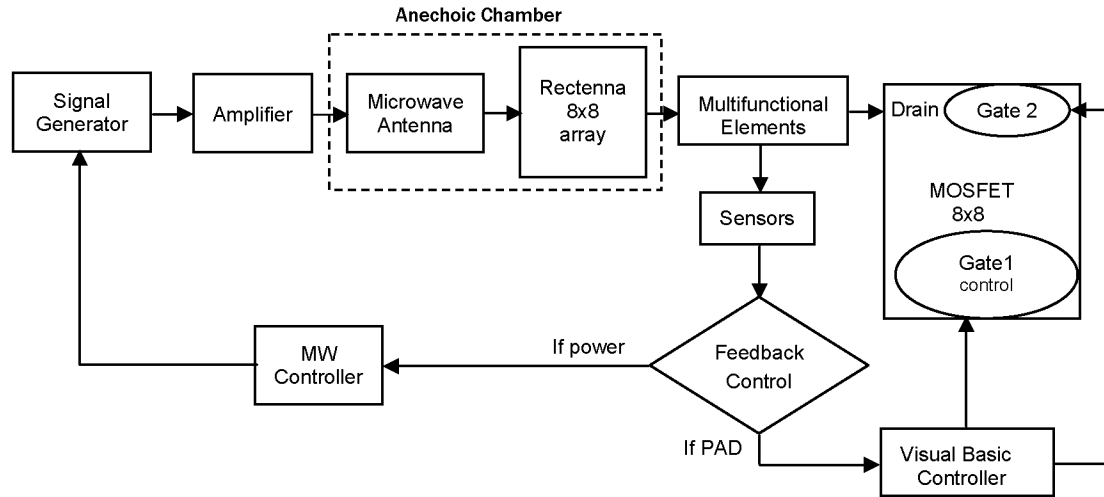 Anechoic Chamber
Signal
Generator
Amplifier
Microwave
Antenna
Rectenna
8x8
array
Multifunctional
Elements
Drain
Gate 2
MOSFET
8x8
Gate1
control
Sensors
Feedback
Control
If power
MW
Controller
If PAD
Visual Basic
Controller